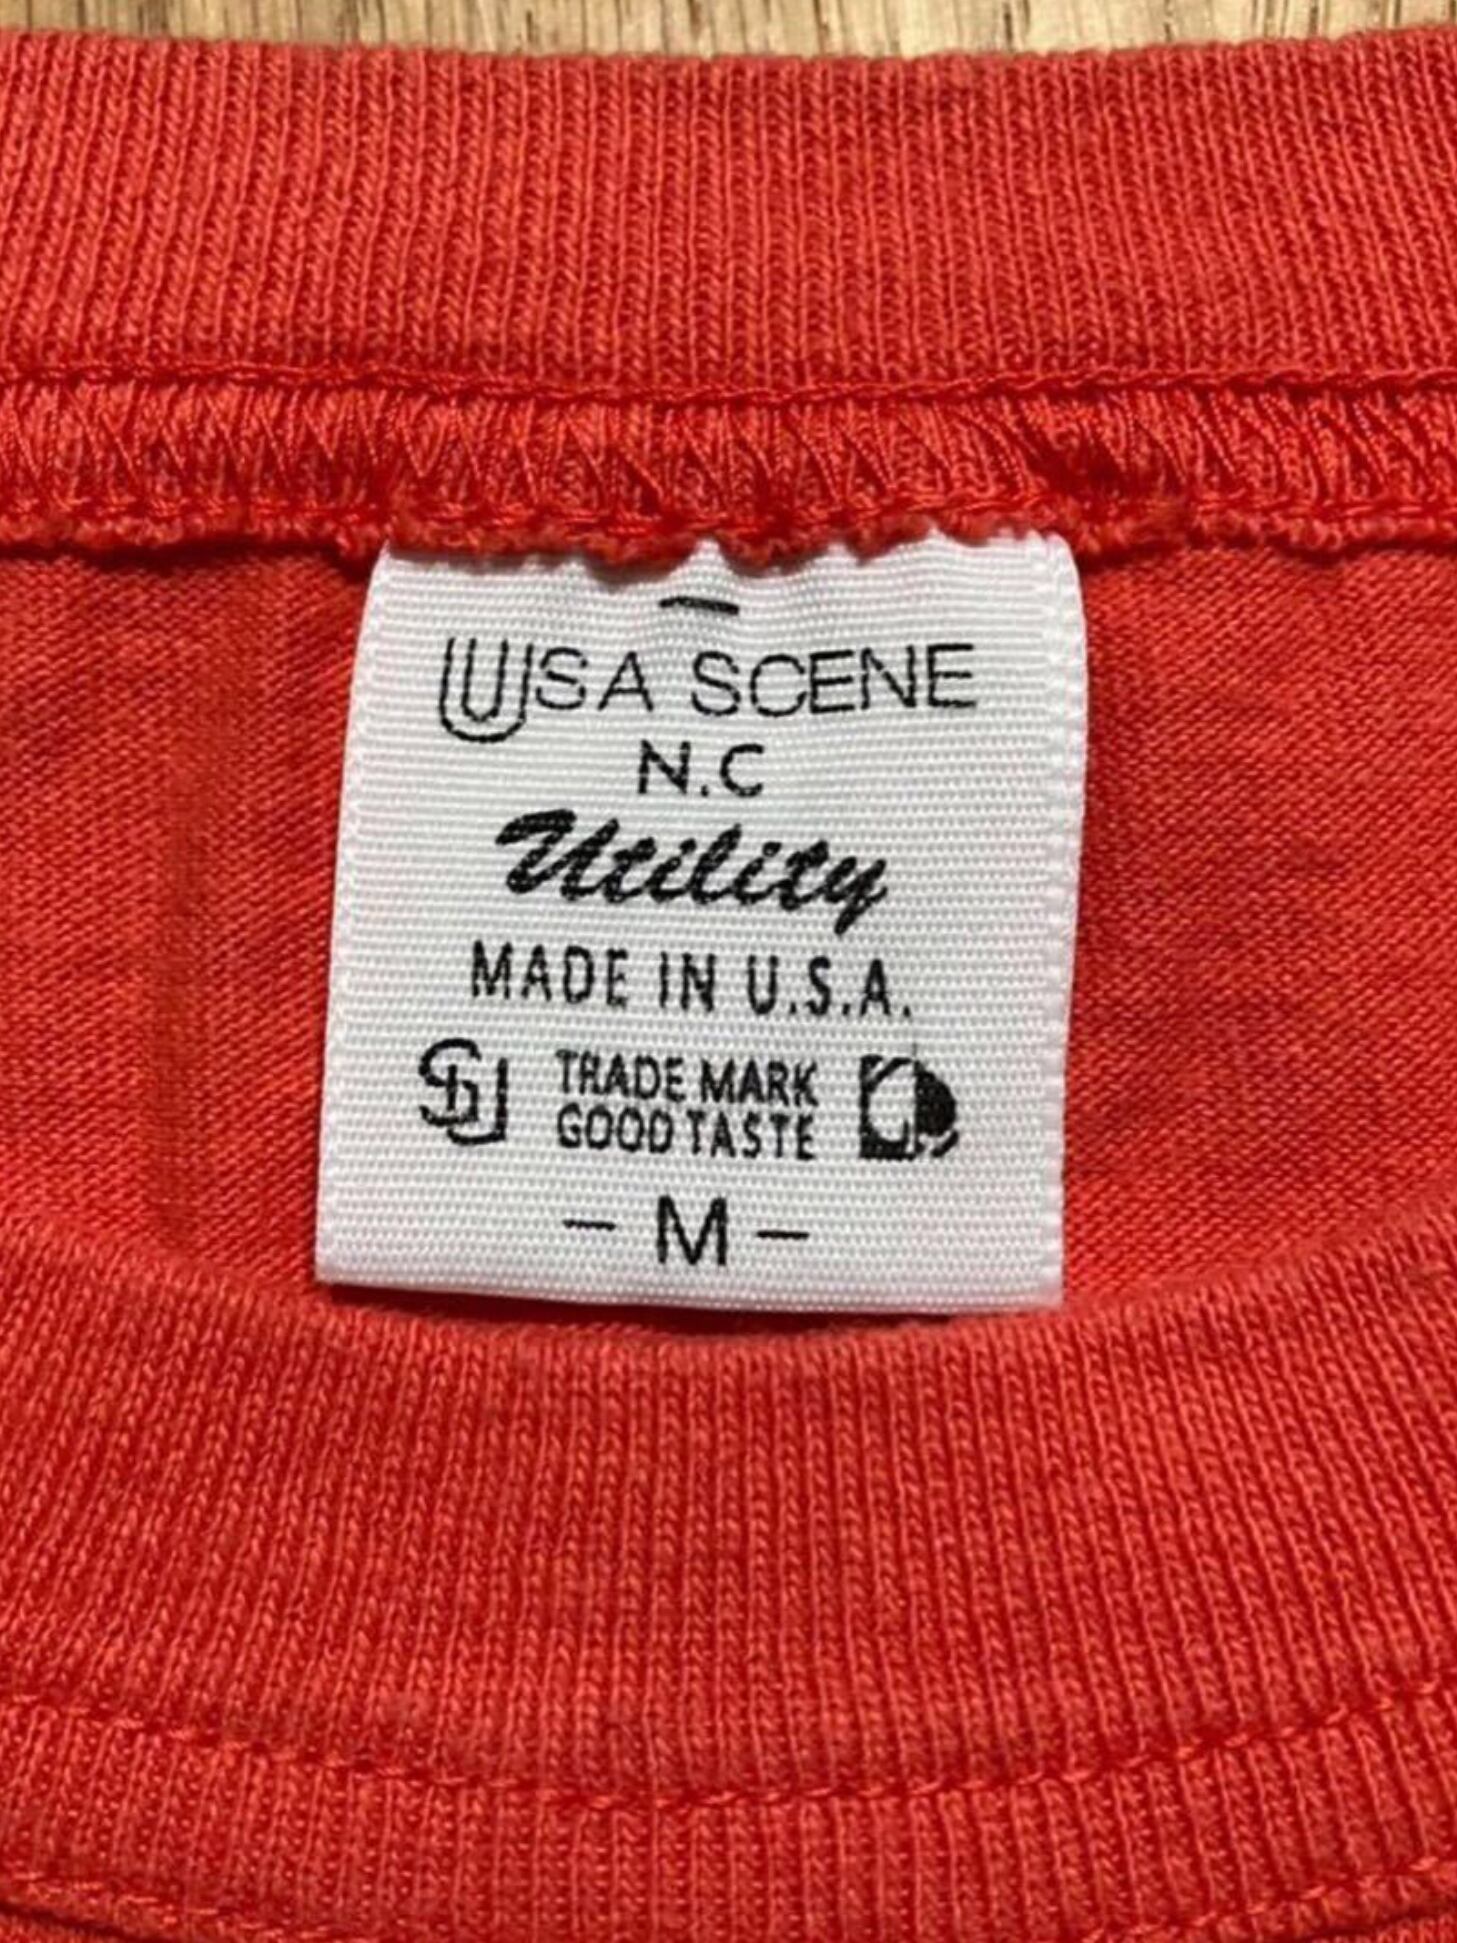 USA SCENE
N.C
Utility
MADE IN U.S.A.
TRADE MARK
GOOD TASTE
- M -